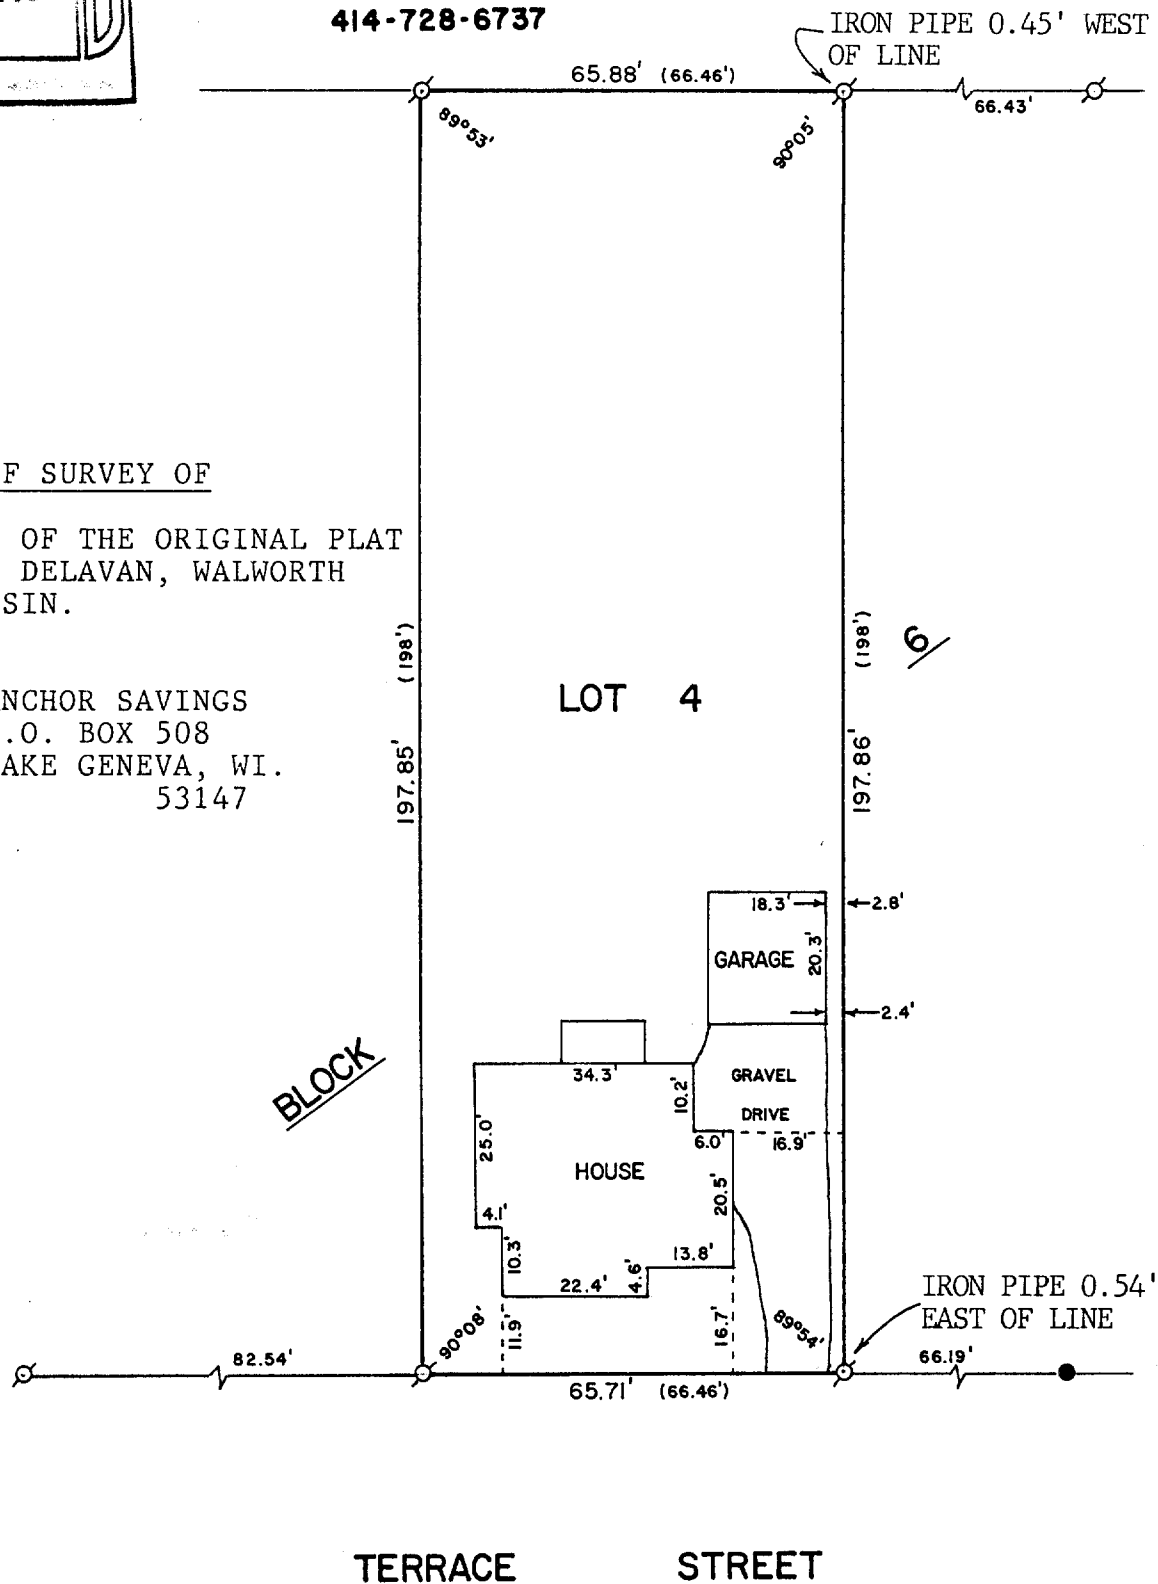 414-728-6737
IRON PIPE 0.45' WEST
OF LINE
65.88' (66.46')
66.43'
89°53'
90°05'
F SURVEY OF
OF THE ORIGINAL PLAT
DELAVAN, WALWORTH
SIN.
(198')
(198')
6
NCHOR SAVINGS
.O. BOX 508
AKE GENEVA, WI.
53147
LOT 4
197.85'
197.86'
18.3'
2.8'
GARAGE
20.3'
2.4'
BLOCK
34.3'
10.2'
GRAVEL
DRIVE
25.0'
6.0'
16.9'
HOUSE
20.5'
4.1'
10.3'
13.8'
4.6'
22.4'
11.9'
16.7'
90°08'
89°54'
IRON PIPE 0.54'
EAST OF LINE
82.54'
66.19'
65.71' (66.46')
TERRACE STREET